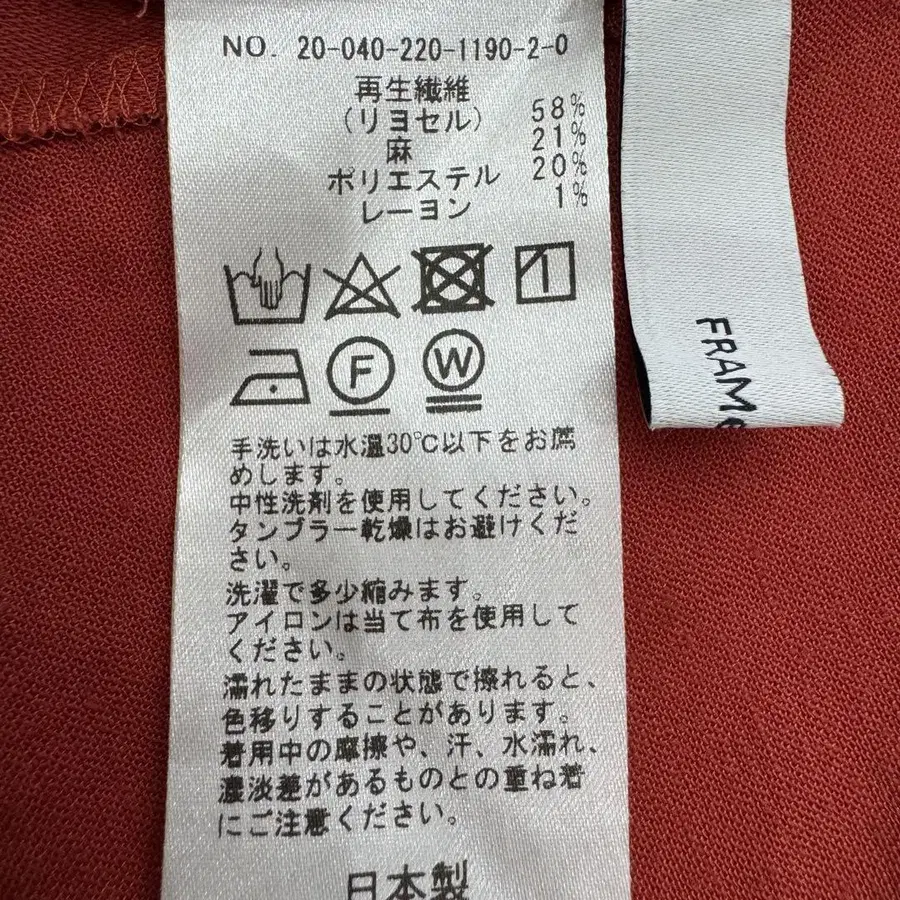 NO. 20-040-220-1190-2-0
再生繊維
(リヨセル) 58%
麻 21%
ポリエステル 20%
レーヨン 1%
F
W
手洗いは水温30℃以下をお薦
めします。
中性洗剤を使用してください。
タンブラー乾燥はお避けくだ
さい。
洗濯で多少縮みます。
アイロンは当て布を使用して
ください。
濡れたままの状態で擦れると、
色移りすることがあります。
着用中の摩擦や、汗、水濡れ、
濃淡差があるものとの重ね着
にご注意ください。
日本製
FRAM